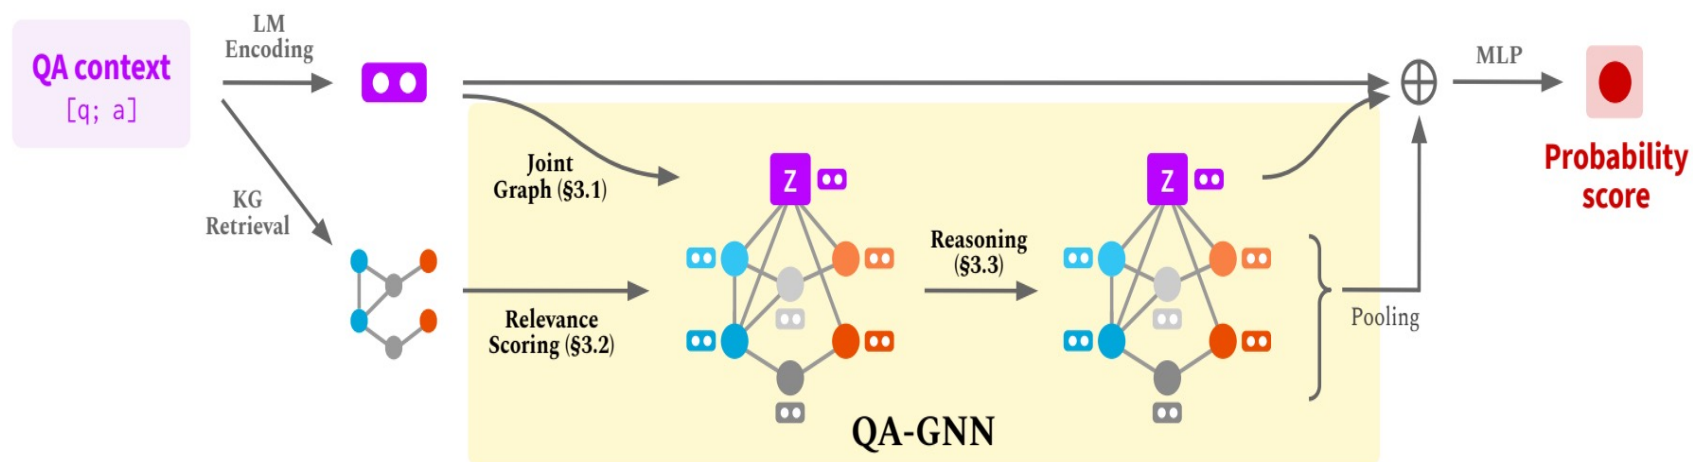 LM
Encoding
QA context
[q; a]
KG
Retrieval
Joint
Graph (§3.1)
Relevance
Scoring (§3.2)
Z
Reasoning
(§3.3)
Z
QA-GNN
Pooling
MLP
Probability
score